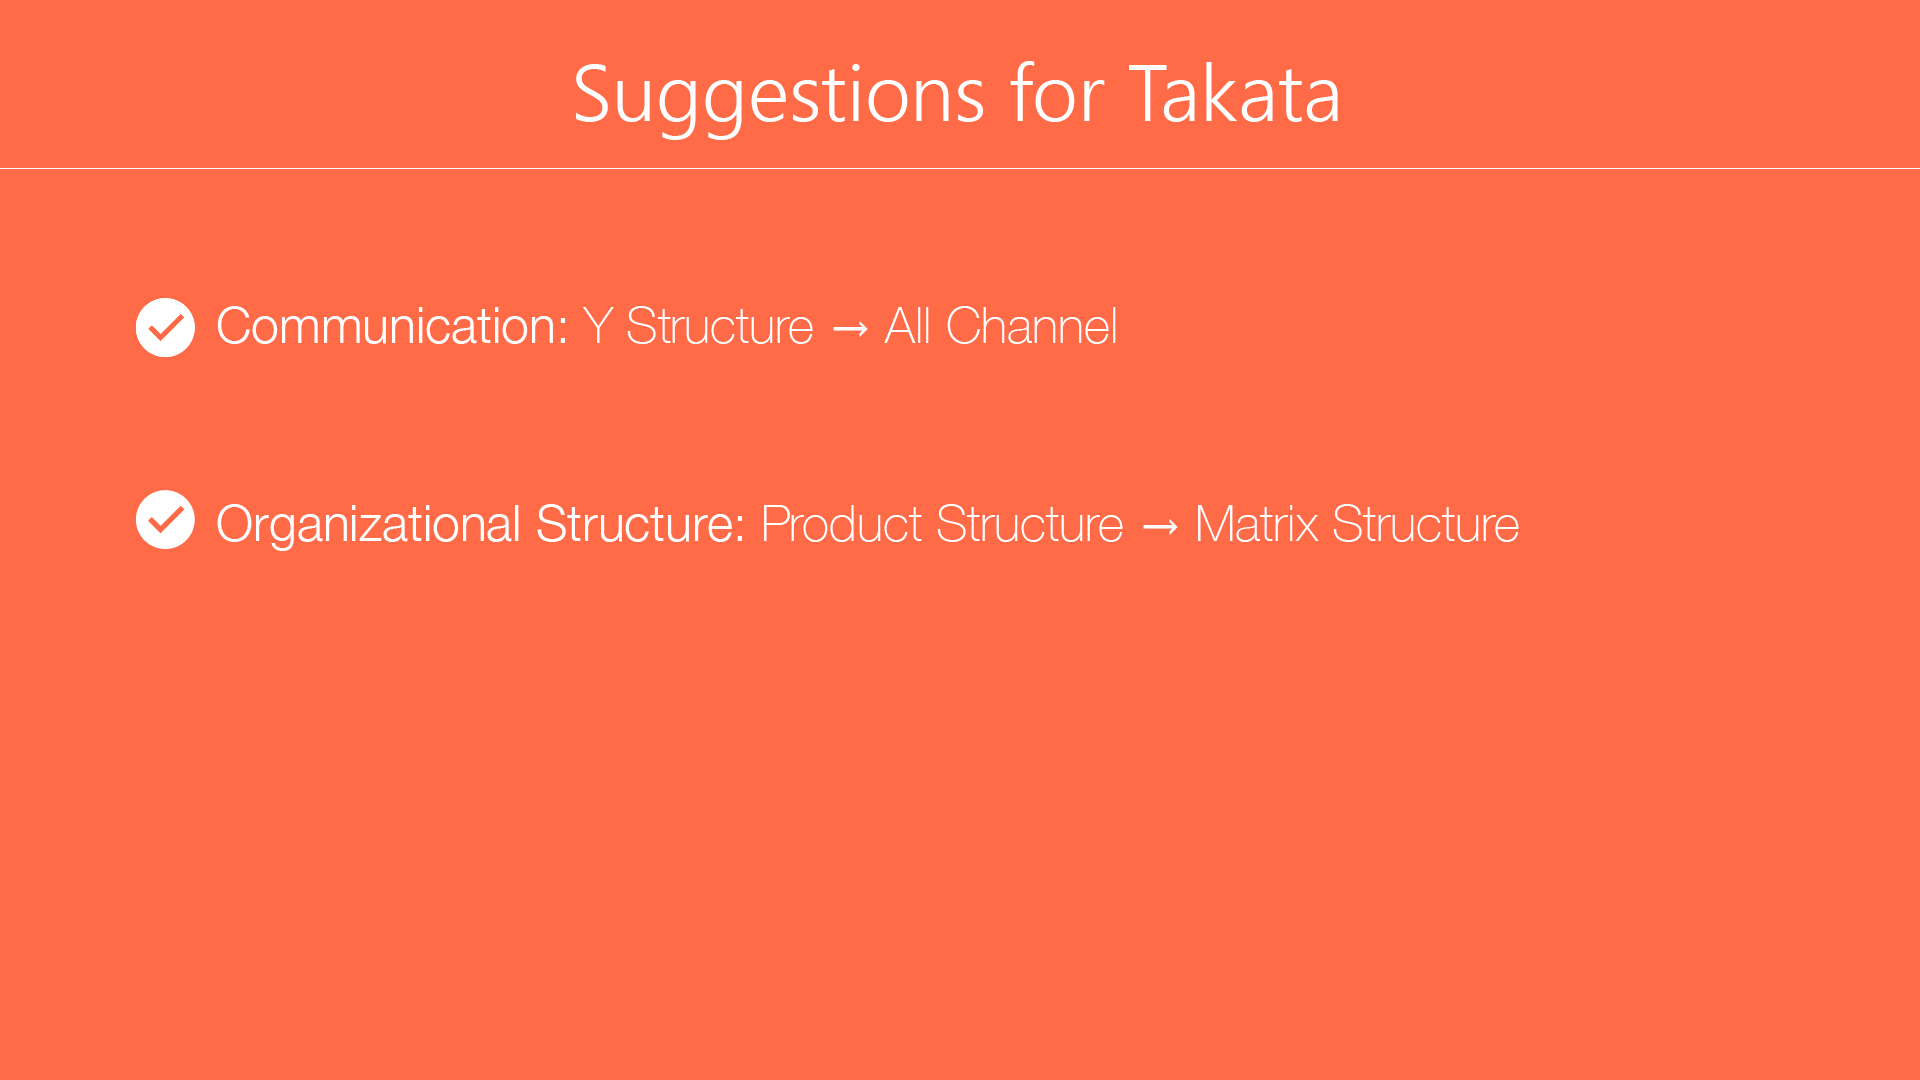 Suggestions for Takata
Communication: Y Structure → All Channel
Organizational Structure: Product Structure → Matrix Structure